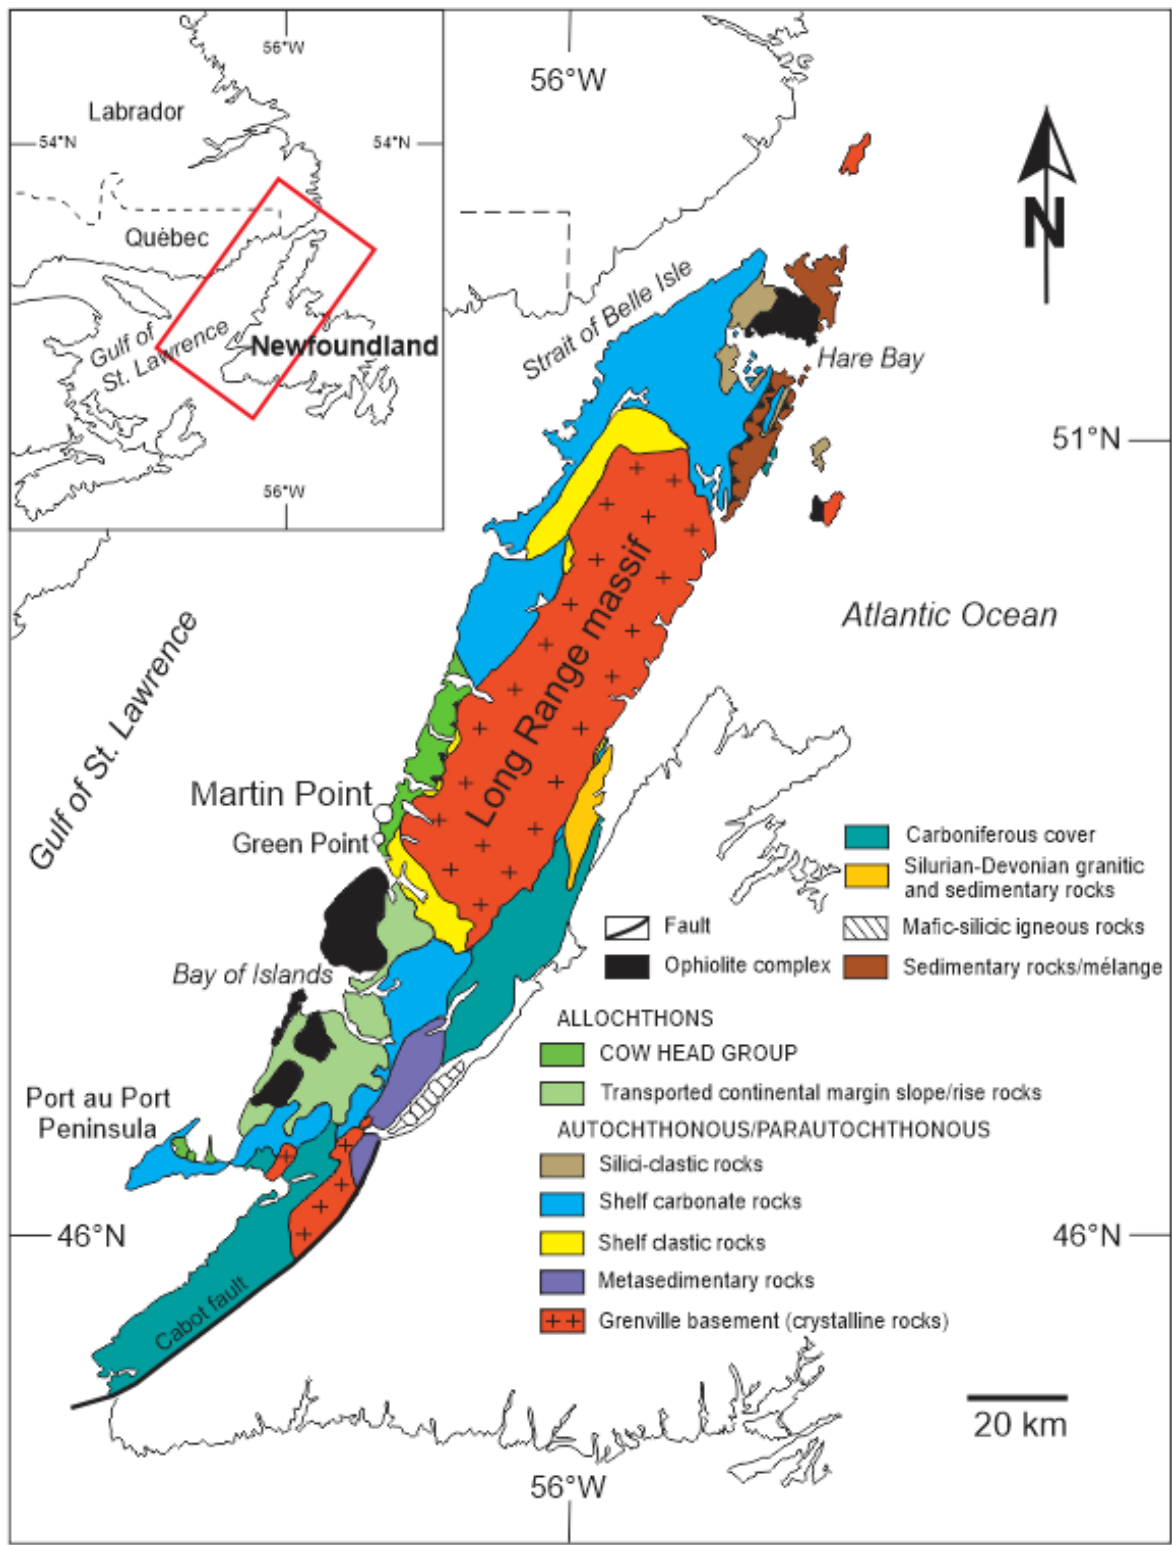 56°W
Labrador
54°N
54°N
Québec
Gulf of
St. Lawrence
Newfoundland
56°W
56°W
N
Strait of Belle Isle
Hare Bay
51°N
Long Range massif
Atlantic Ocean
Gulf of St. Lawrence
Martin Point
Green Point
Bay of Islands
Port au Port
Peninsula
46°N
46°N
Cabot fault
56°W
Carboniferous cover
Silurian-Devonian granitic
and sedimentary rocks
Fault
Mafic-silicic igneous rocks
Ophiolite complex
Sedimentary rocks/mélange
ALLOCHTHONS
COW HEAD GROUP
Transported continental margin slope/rise rocks
AUTOCHTHONOUS/PARAUTOCHTHONOUS
Silici-clastic rocks
Shelf carbonate rocks
Shelf clastic rocks
Metasedimentary rocks
Grenville basement (crystalline rocks)
20 km